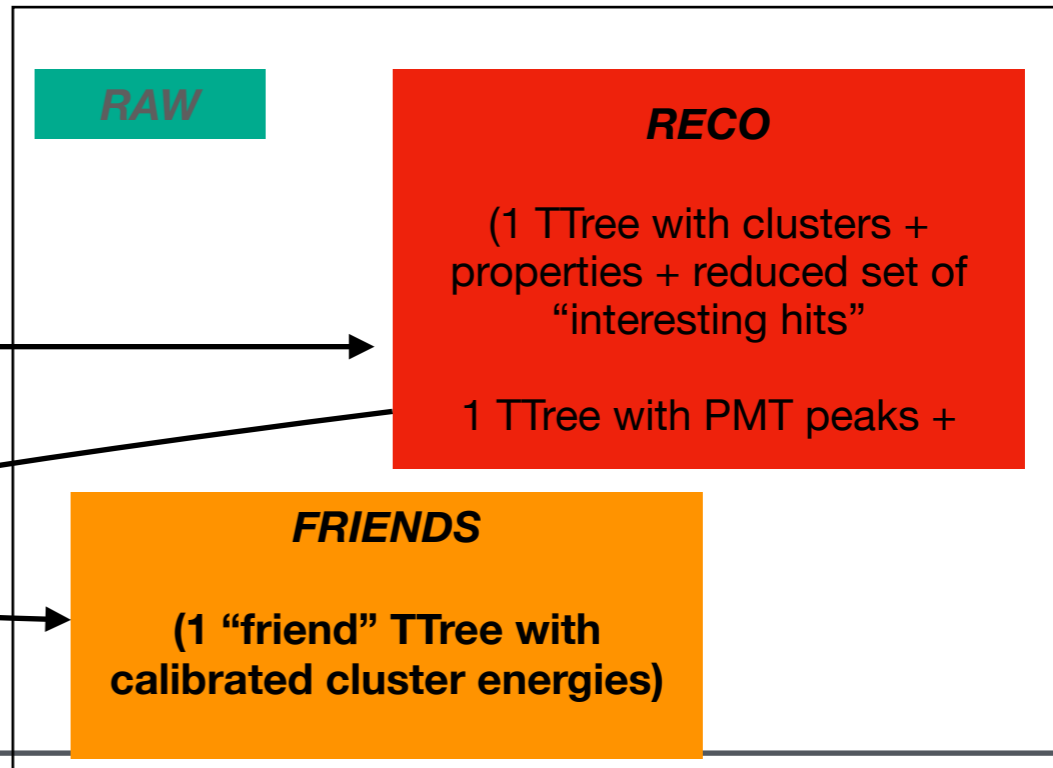 RAW
RECO
(1 TTree with clusters +
properties + reduced set of
“interesting hits”
1 TTree with PMT peaks +
FRIENDS
(1 “friend” TTree with
calibrated cluster energies)